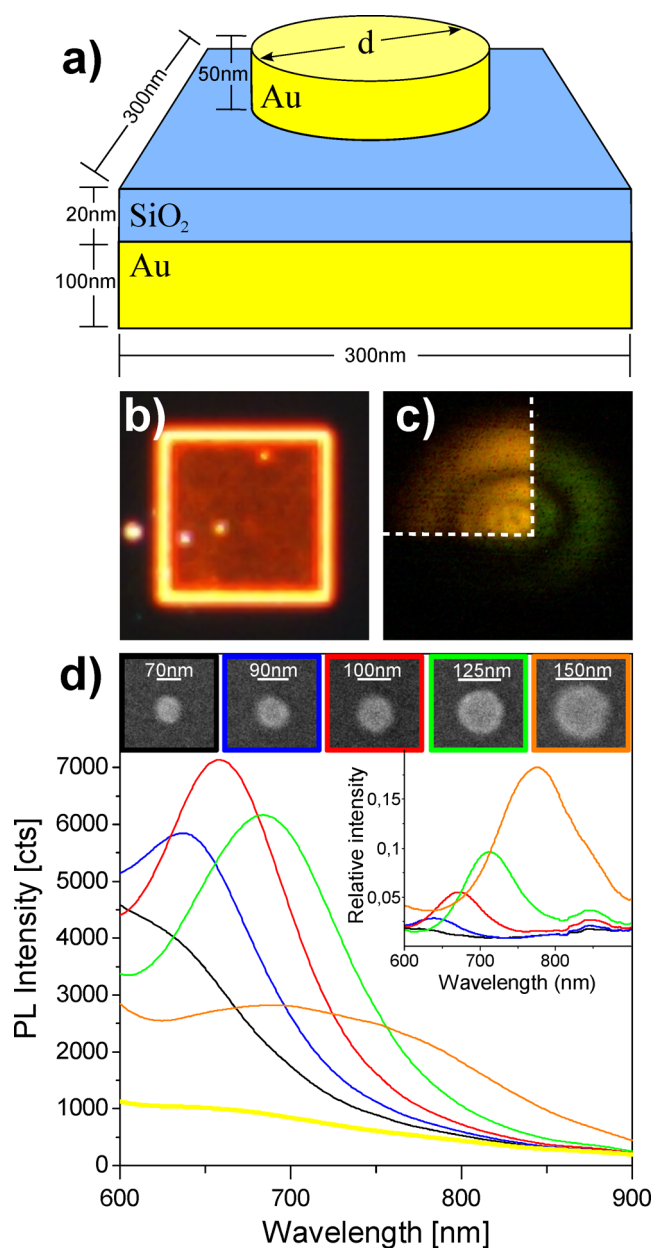 a)
d
50nm
Au
300nm
20nm
SiO₂
100nm
Au
300nm
b)
c)
d)
70nm
90nm
100nm
125nm
150nm
7000
6000
5000
4000
3000
2000
1000
0
PL Intensity [cts]
600
700
800
900
Wavelength [nm]
Relative intensity
0,15
0,1
0,05
600
700
800
Wavelength (nm)